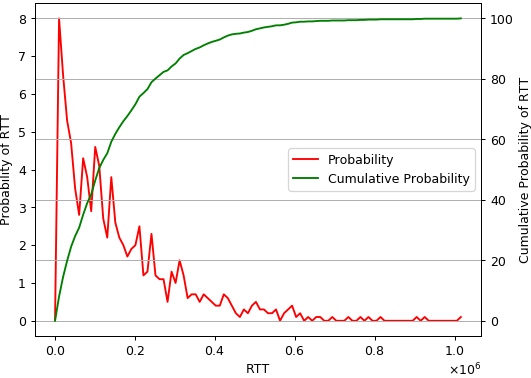 8
7
6
5
4
3
2
1
0
Probability of RTT
100
80
60
40
20
0
Cumulative Probability of RTT
Probability
Cumulative Probability
0.0 0.2 0.4 0.6 0.8 1.0
×10⁶
RTT